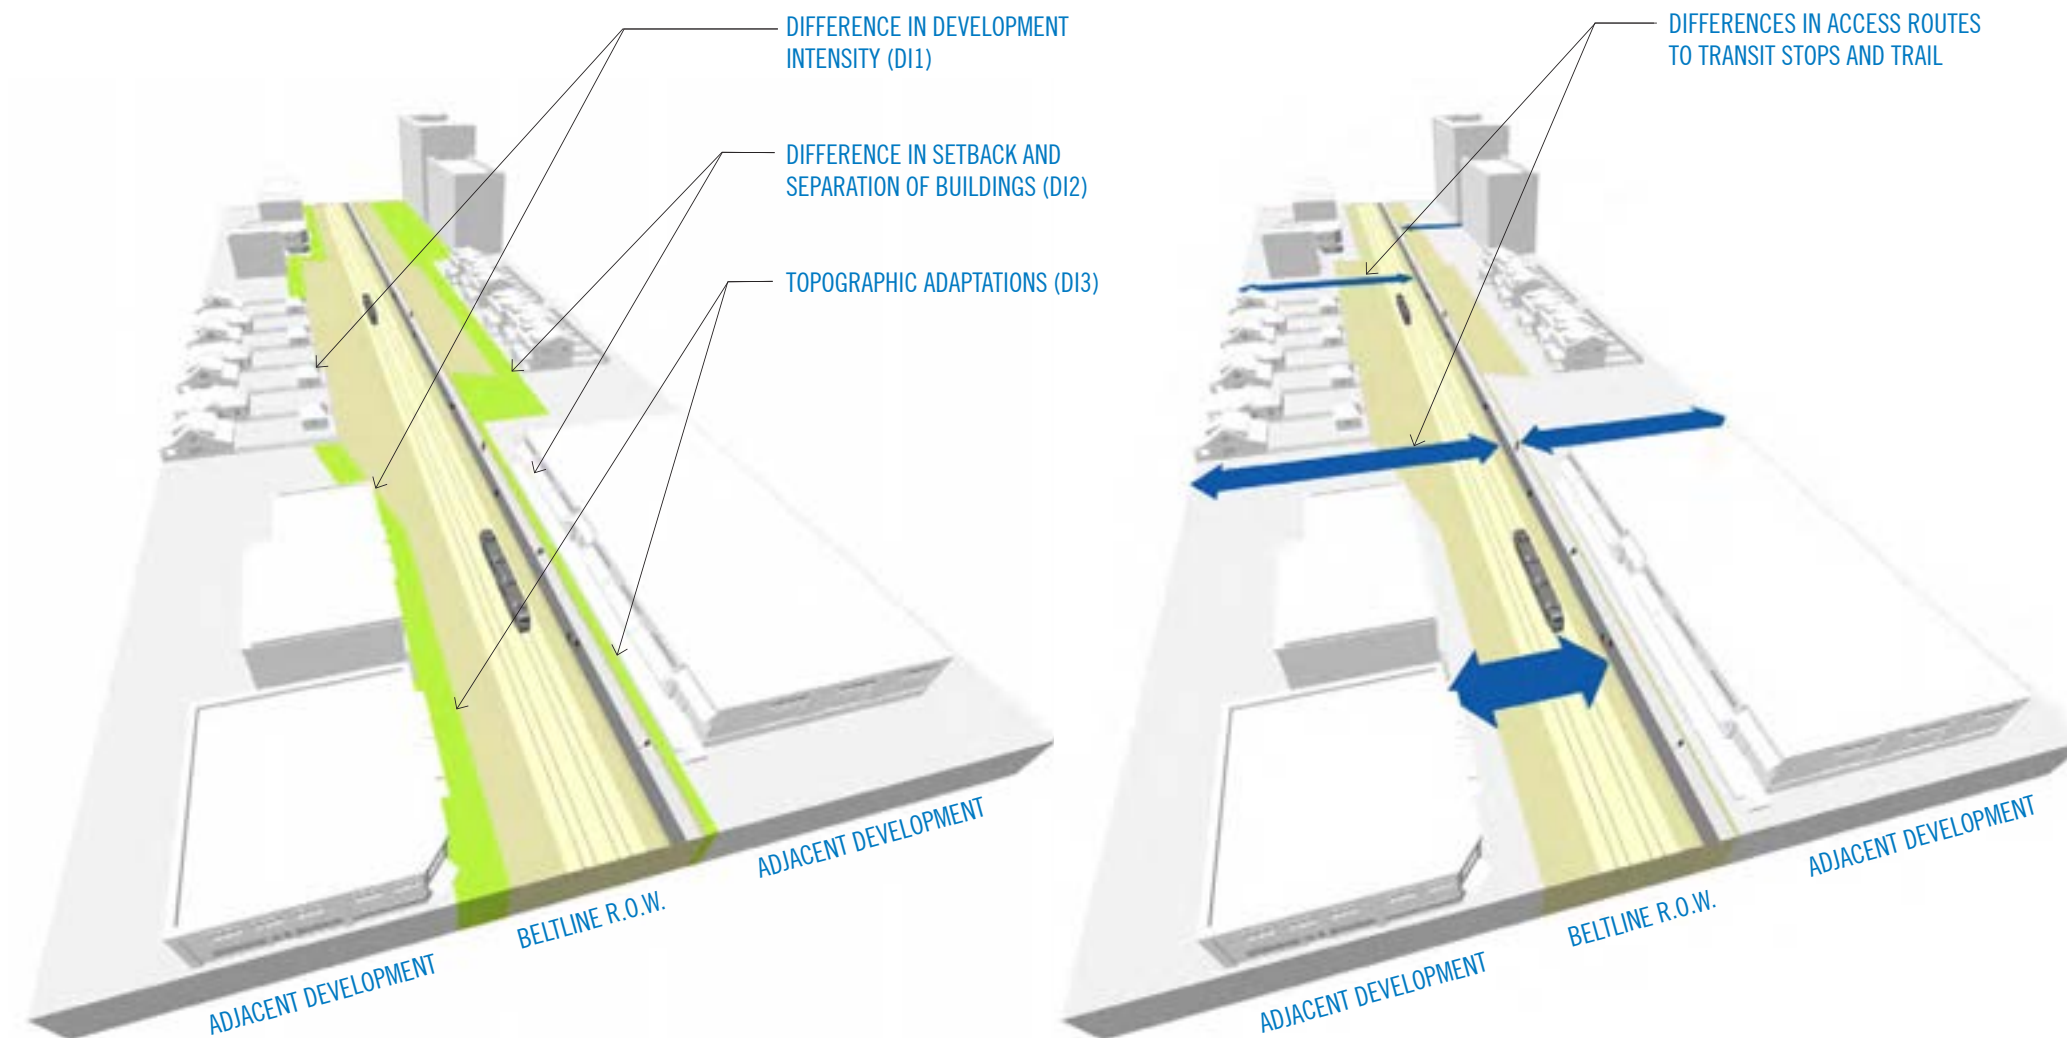 DIFFERENCE IN DEVELOPMENT
INTENSITY (DI1)
DIFFERENCE IN SETBACK AND
SEPARATION OF BUILDINGS (DI2)
TOPOGRAPHIC ADAPTATIONS (DI3)
ADJACENT DEVELOPMENT
BELTLINE R.O.W.
ADJACENT DEVELOPMENT
DIFFERENCES IN ACCESS ROUTES
TO TRANSIT STOPS AND TRAIL
ADJACENT DEVELOPMENT
BELTLINE R.O.W.
ADJACENT DEVELOPMENT